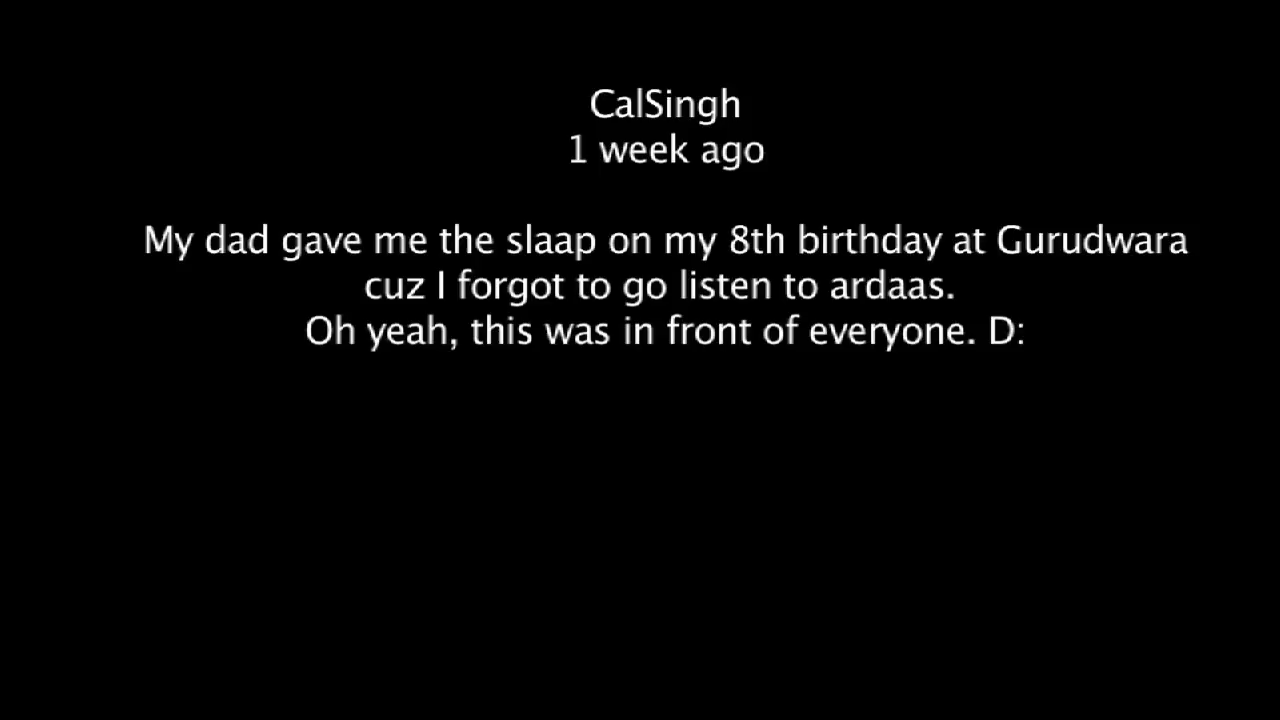 CalSingh
1 week ago
My dad gave me the slaap on my 8th birthday at Gurudwara
cuz I forgot to go listen to ardaas.
Oh yeah, this was in front of everyone. D: